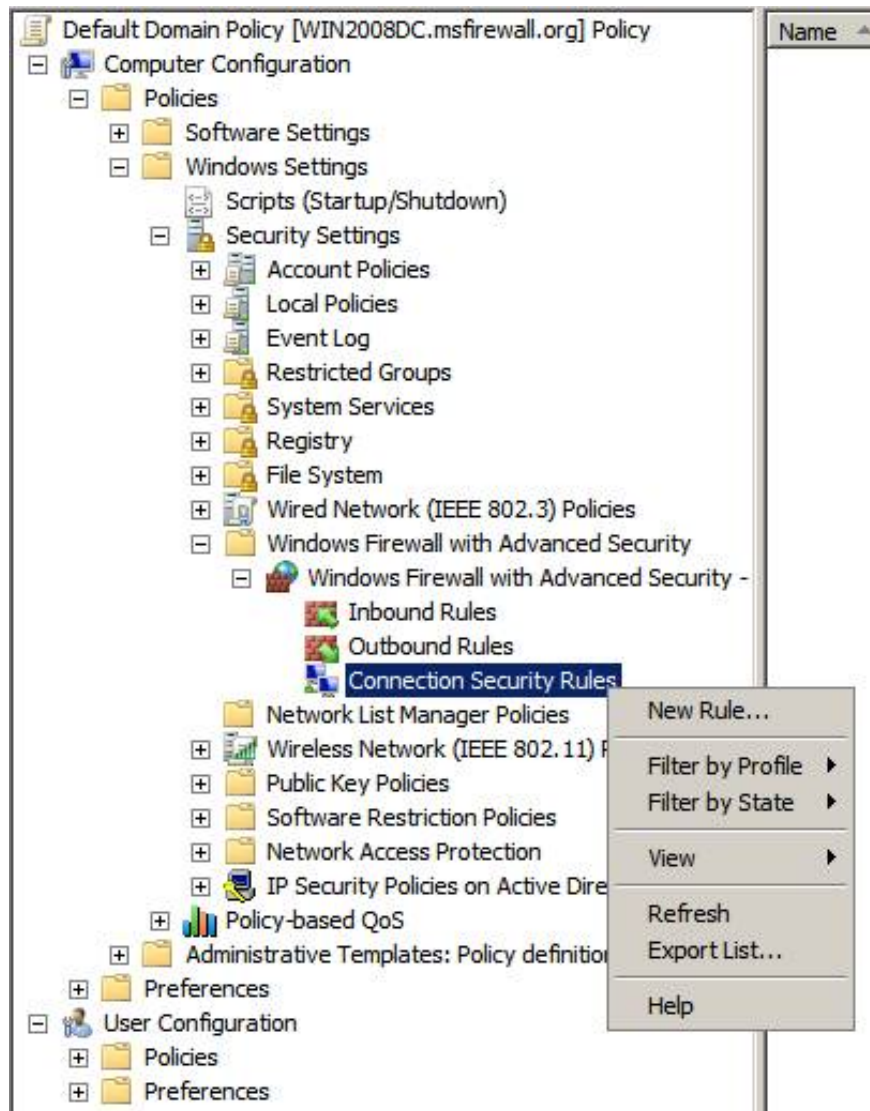 Default Domain Policy [WIN2008DC.msfirewall.org] Policy
Name
Computer Configuration
Policies
Software Settings
Windows Settings
Scripts (Startup/Shutdown)
Security Settings
Account Policies
Local Policies
Event Log
Restricted Groups
System Services
Registry
File System
Wired Network (IEEE 802.3) Policies
Windows Firewall with Advanced Security
Windows Firewall with Advanced Security -
Inbound Rules
Outbound Rules
Connection Security Rules
Network List Manager Policies
Wireless Network (IEEE 802.11) P
Public Key Policies
Software Restriction Policies
Network Access Protection
IP Security Policies on Active Dire
Policy-based QoS
Administrative Templates: Policy definition
Preferences
User Configuration
Policies
Preferences
New Rule...
Filter by Profile
Filter by State
View
Refresh
Export List...
Help